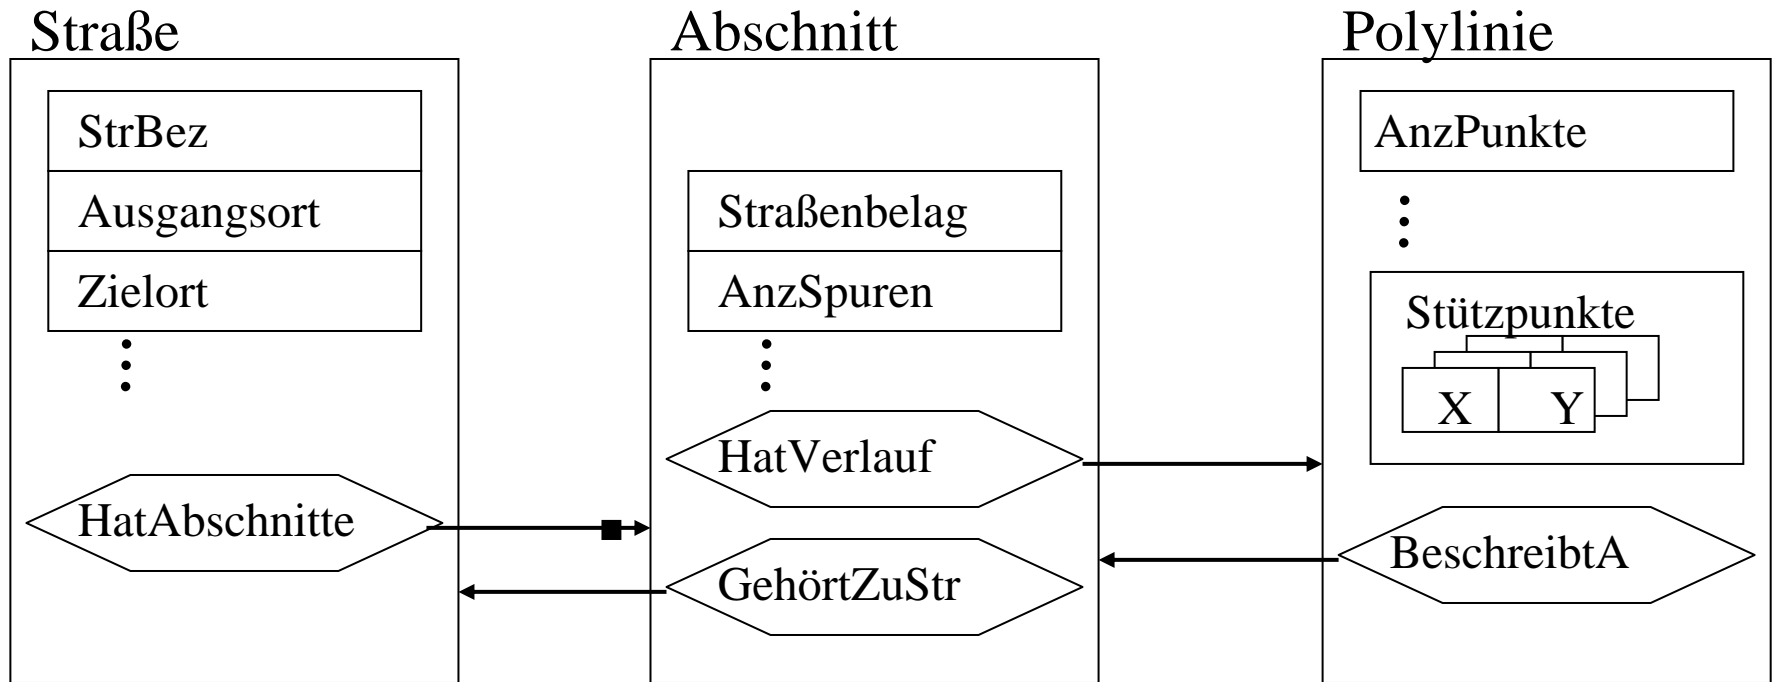 Straße
StrBez
Ausgangsort
Zielort
HatAbschnitte
Abschnitt
Straßenbelag
AnzSpuren
HatVerlauf
GehörtZuStr
Polylinie
AnzPunkte
Stützpunkte
X Y
BeschreibtA